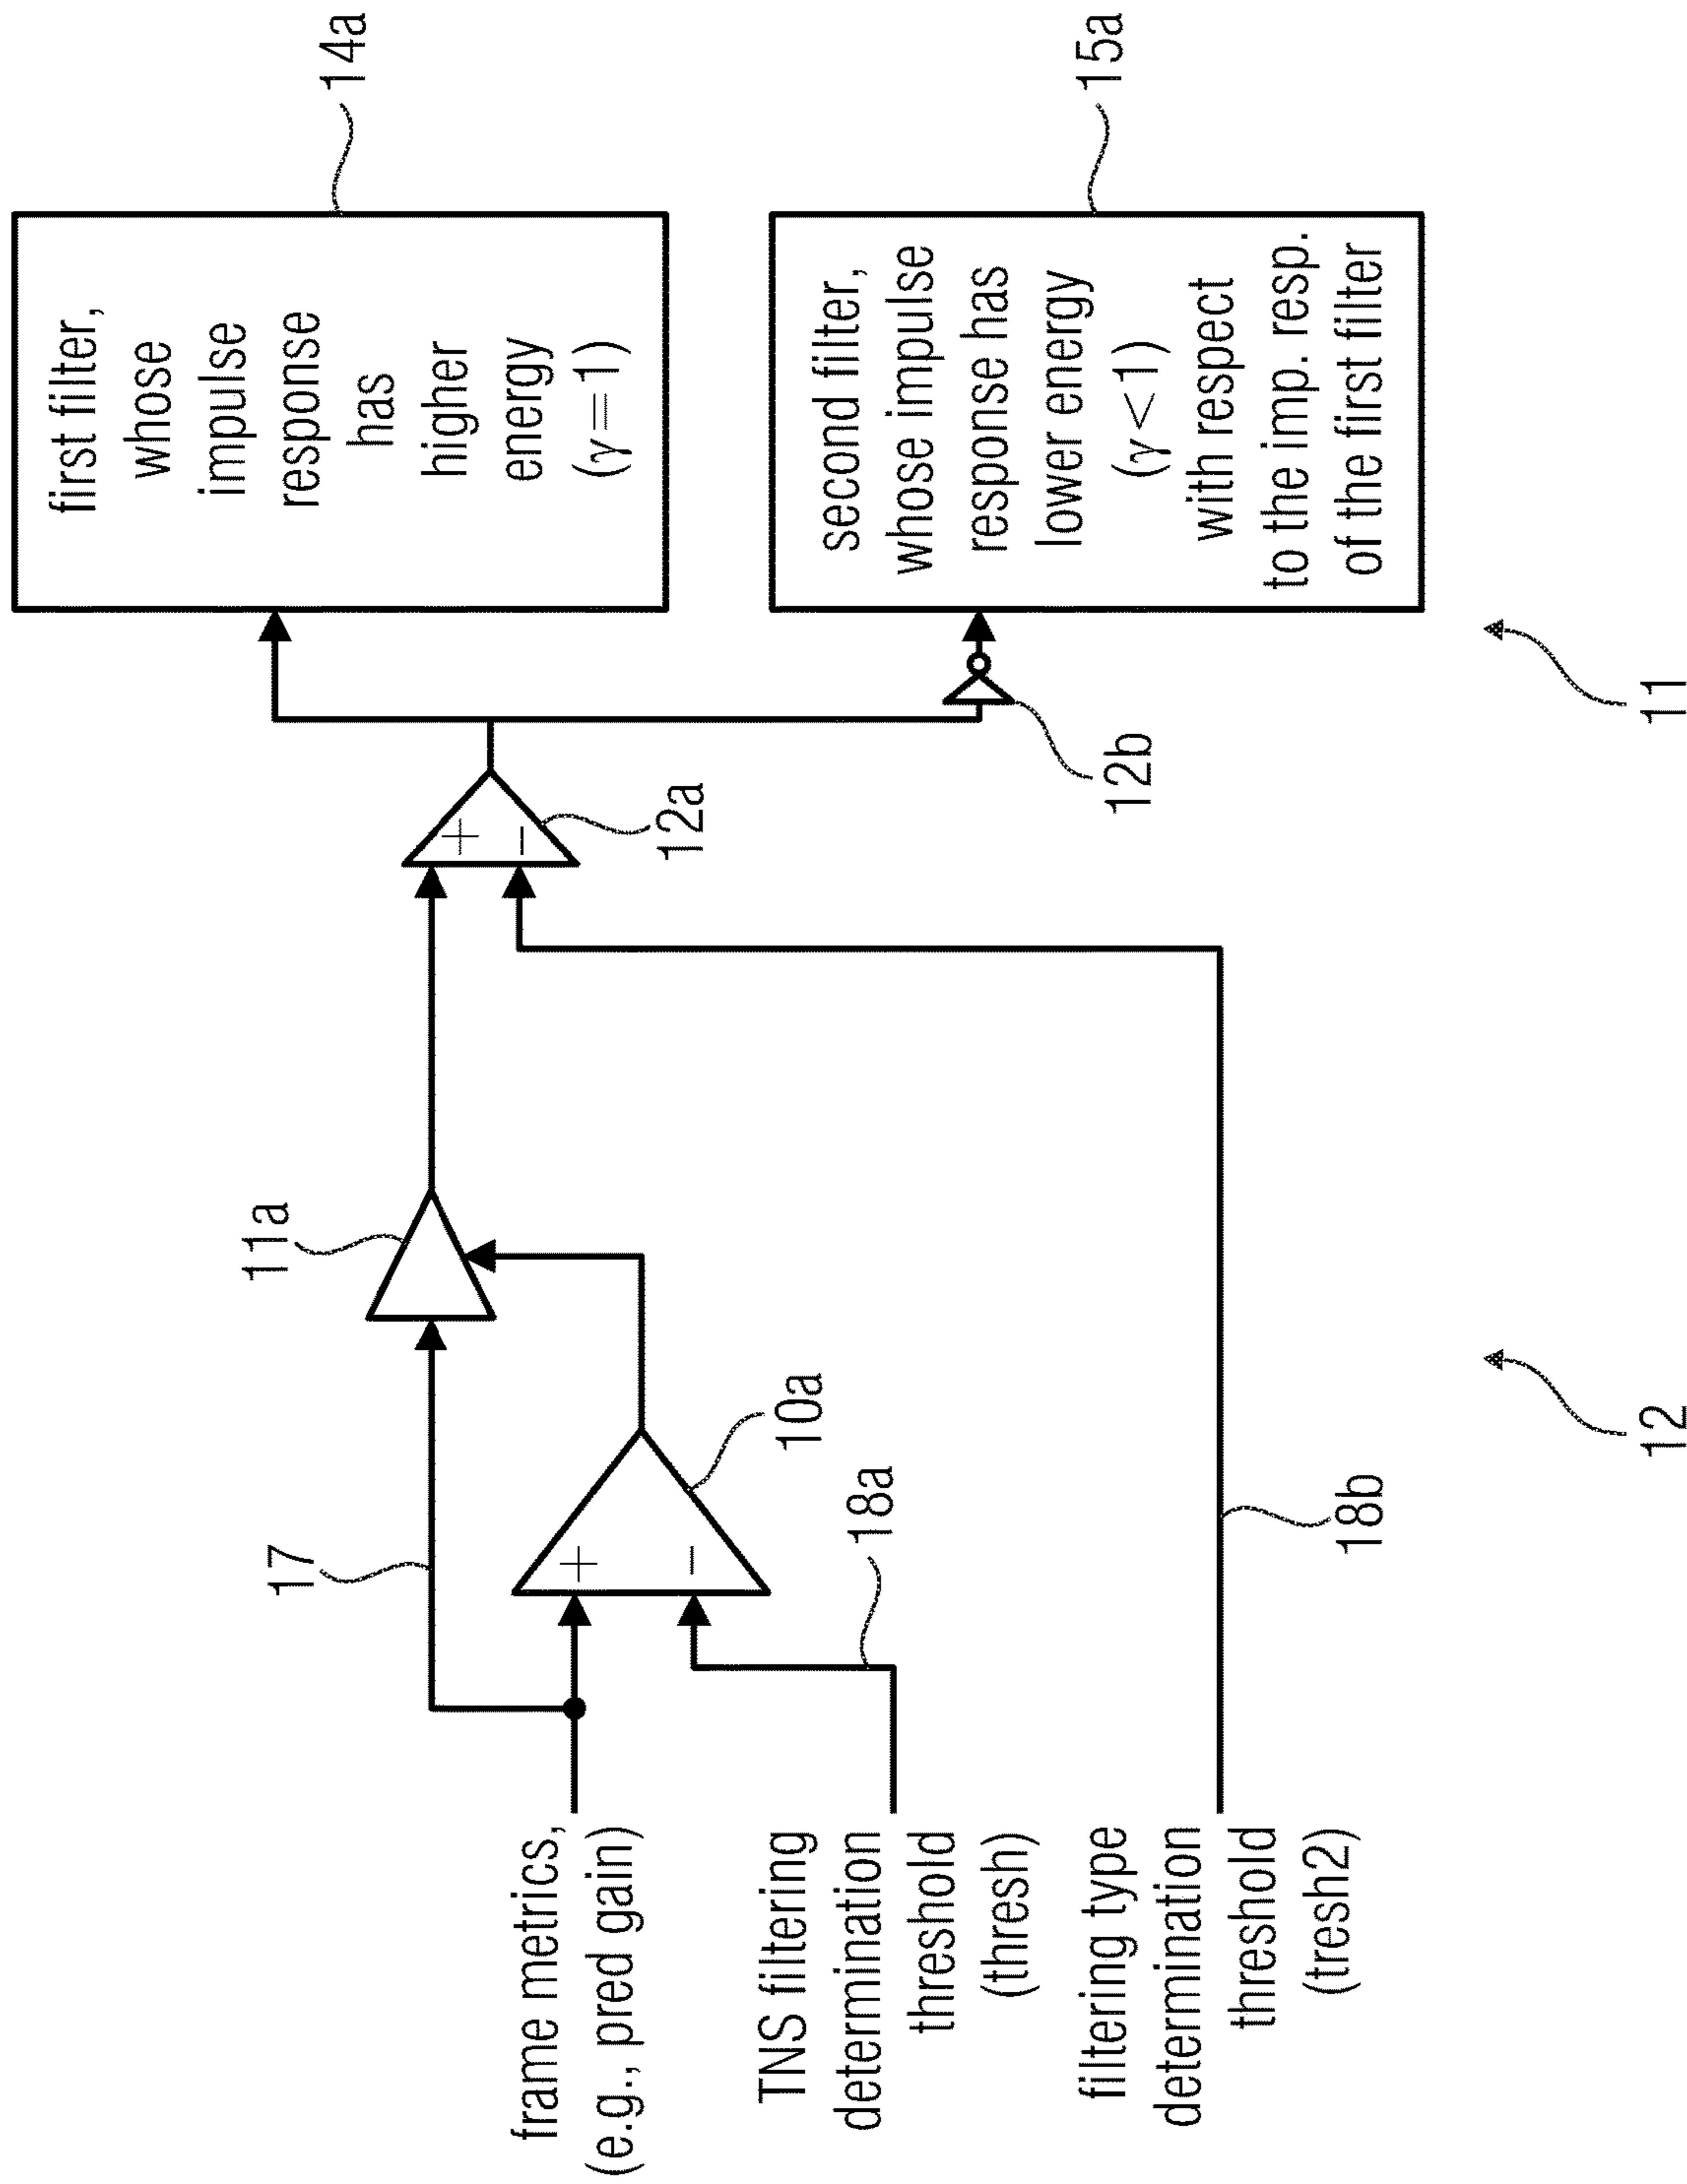 frame metrics,
(e.g., pred gain)
TNS filtering
determination
threshold
(thresh)
filtering type
determination
threshold
(tresh2)
17
18a
18b
10a
+
−
11a
12a
+
−
12b
first filter,
whose
impulse
response
has
higher
energy
(γ=1)
14a
second filter,
whose impulse
response has
lower energy
(γ<1)
with respect
to the imp. resp.
of the first filter
15a
12
11